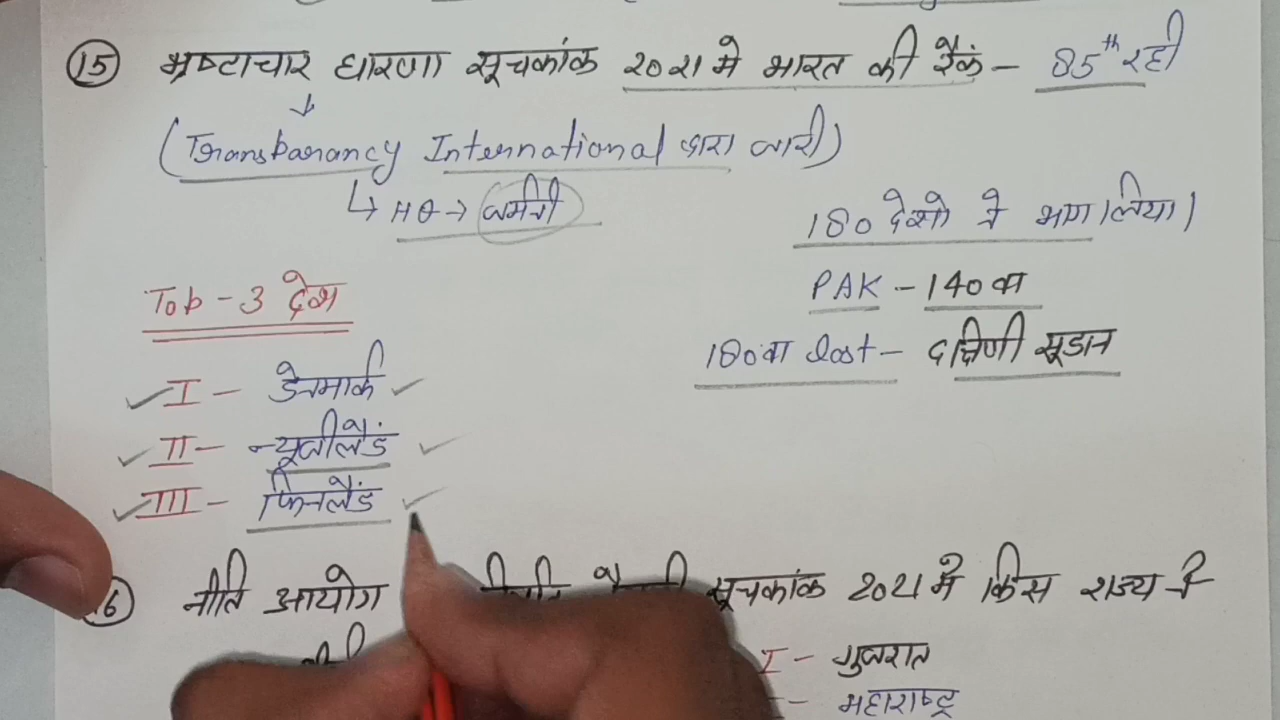 15 भ्रष्टाचार धारणा सूचकांक 2021 मे भारत की रैंक - 85th रही
(Transparancy International द्वारा जारी)
HQ → जर्मनी
180 देशो ने भाग लिया।
PAK - 140 वा
180 वा last - दक्षिणी सूडान
Top - 3 देश
I - डेनमार्क
II - न्यूजीलैंड
III - फिनलैंड
नीति आयोग सूचकांक 2021 मे किस राज्य ने
I - गुजरात
महाराष्ट्र